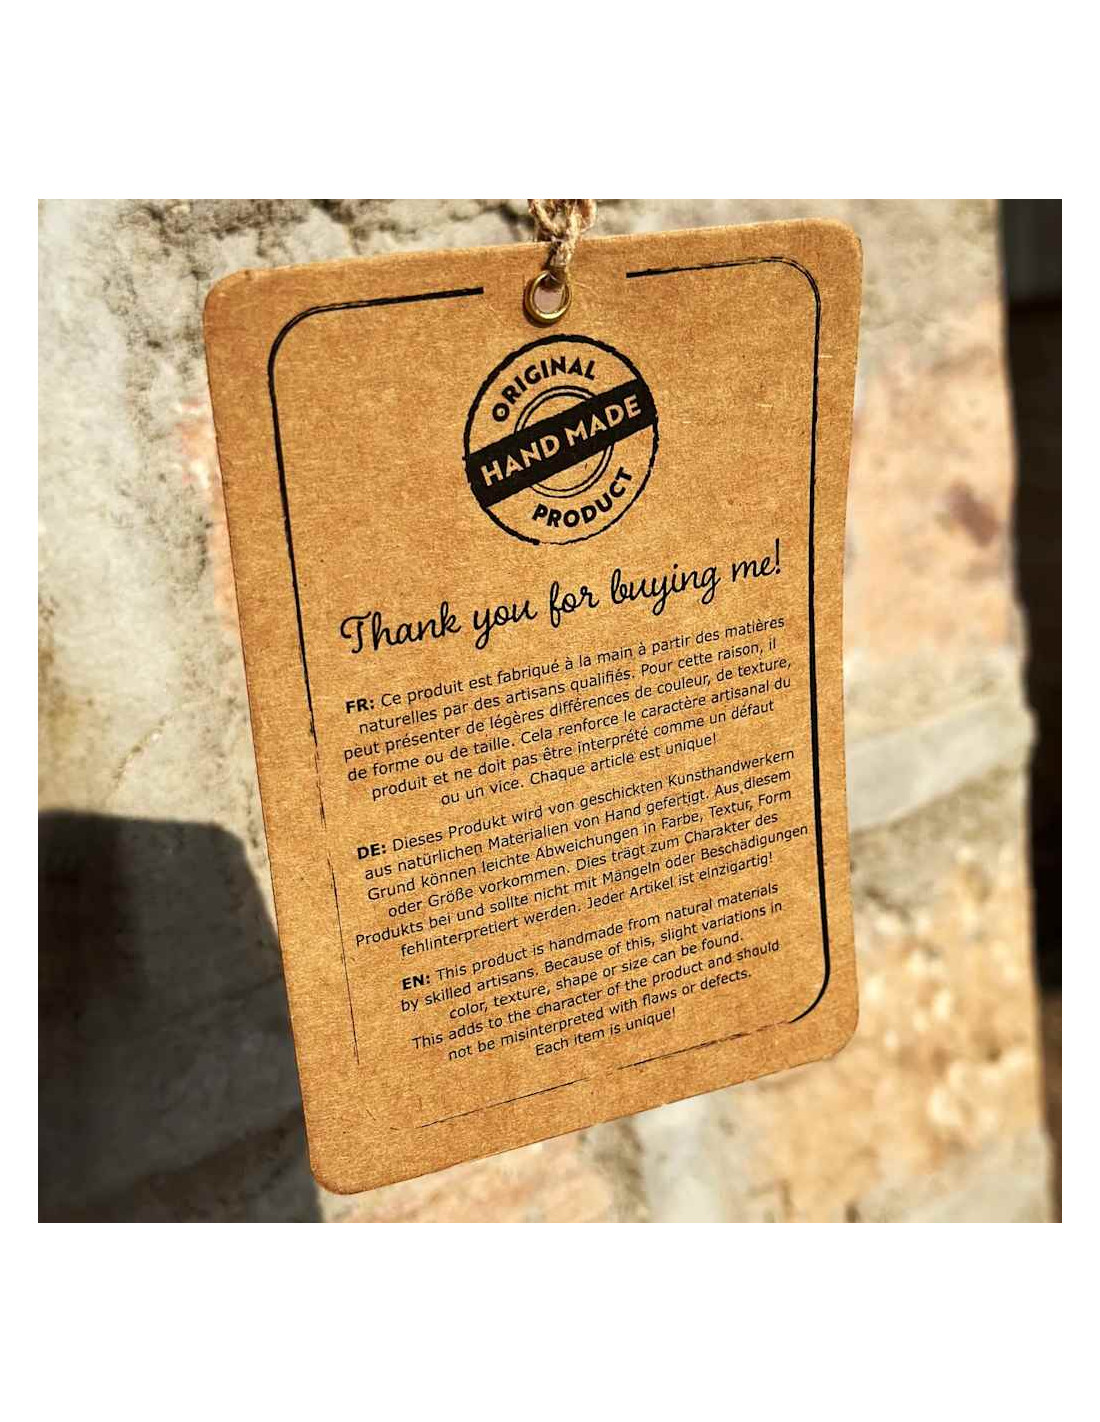 ORIGINAL
HAND MADE
PRODUCT
Thank you for buying me!
FR: Ce produit est fabriqué à la main à partir des matières
naturelles par des artisans qualifiés. Pour cette raison, il
peut présenter de légères différences de couleur, de texture,
de forme ou de taille. Cela renforce le caractère artisanal du
produit et ne doit pas être interprété comme un défaut
ou un vice. Chaque article est unique!
DE: Dieses Produkt wird von geschickten Kunsthandwerkern
aus natürlichen Materialien von Hand gefertigt. Aus diesem
Grund können leichte Abweichungen in Farbe, Textur, Form
oder Größe vorkommen. Dies trägt zum Charakter des
Produkts bei und sollte nicht mit Mängeln oder Beschädigungen
fehlinterpretiert werden. Jeder Artikel ist einzigartig!
EN: This product is handmade from natural materials
by skilled artisans. Because of this, slight variations in
color, texture, shape or size can be found.
This adds to the character of the product and should
not be misinterpreted with flaws or defects.
Each item is unique!